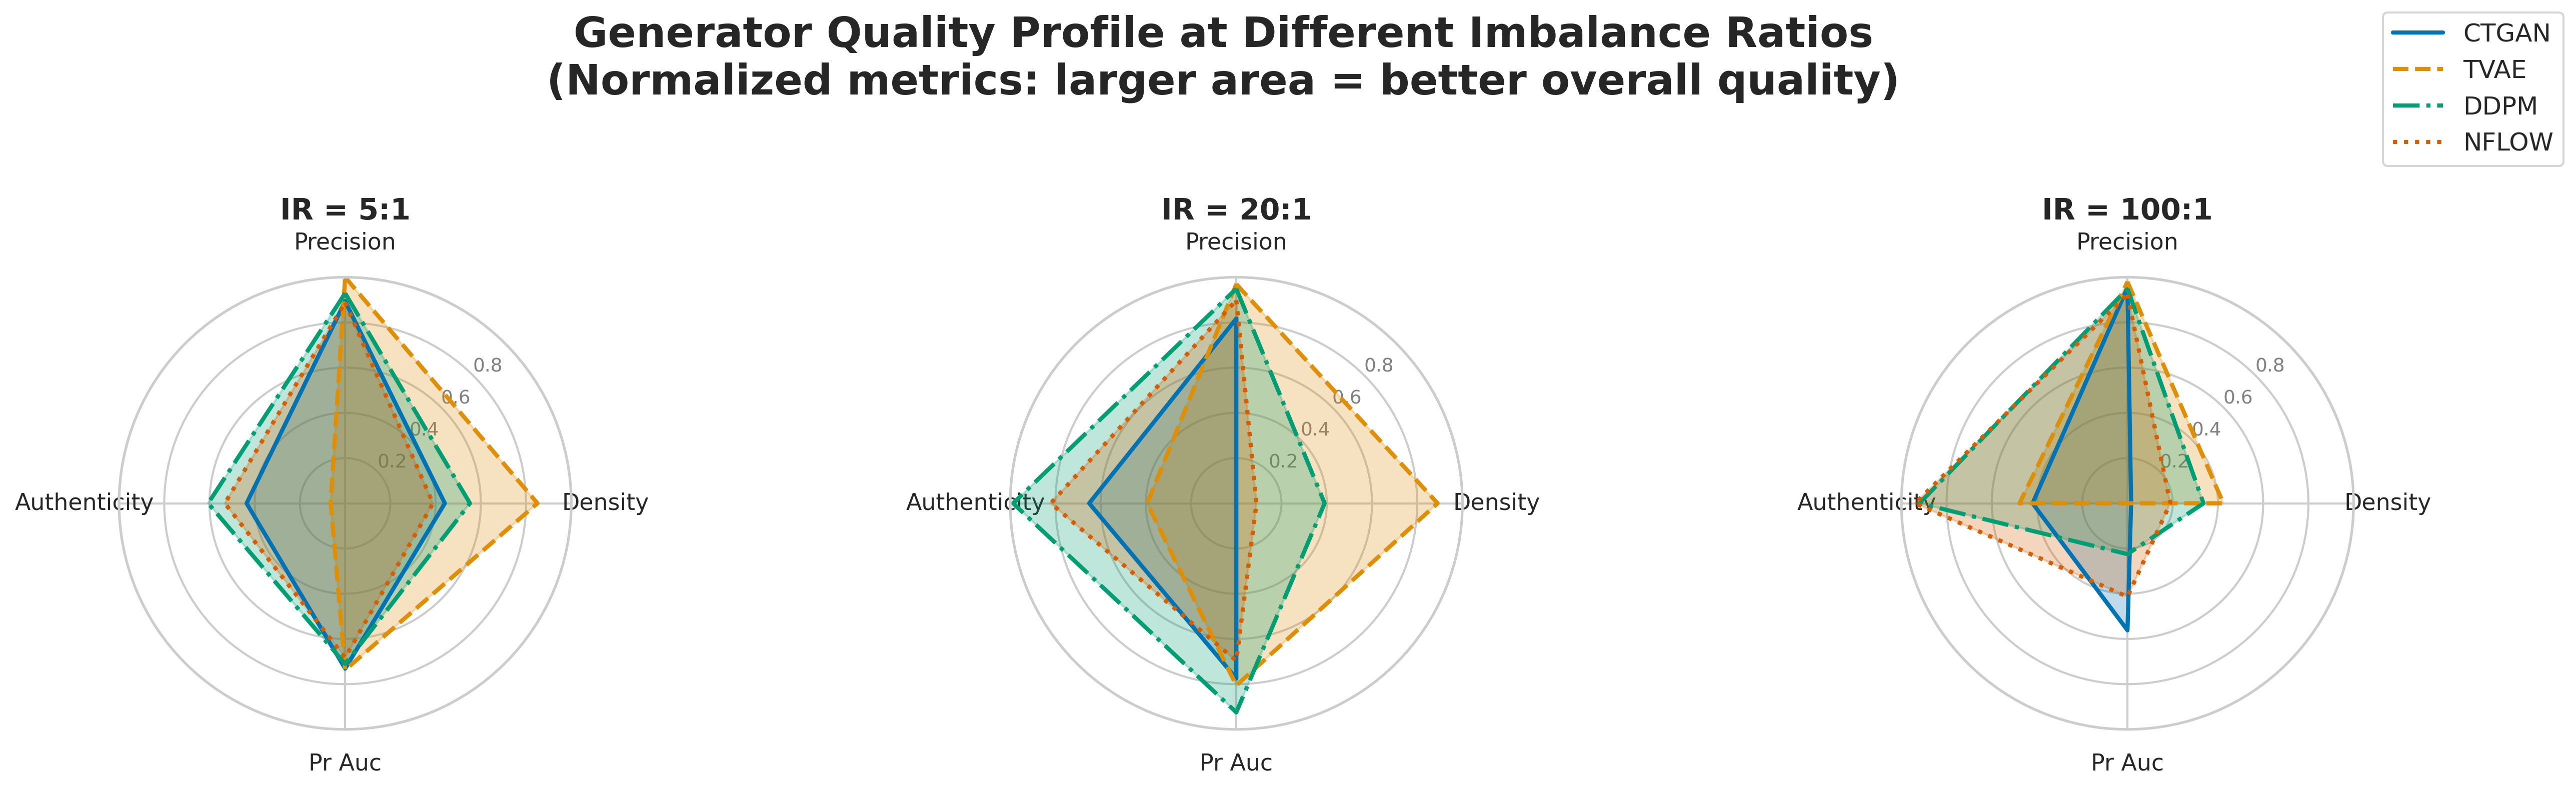 Generator Quality Profile at Different Imbalance Ratios
(Normalized metrics: larger area = better overall quality)
CTGAN
TVAE
DDPM
NFLOW
IR = 5:1
Precision
0.8
0.6
0.4
0.2
Authenticity
Density
Pr Auc
IR = 20:1
Precision
0.8
0.6
0.4
0.2
Authenticity
Density
Pr Auc
IR = 100:1
Precision
0.8
0.6
0.4
0.2
Authenticity
Density
Pr Auc